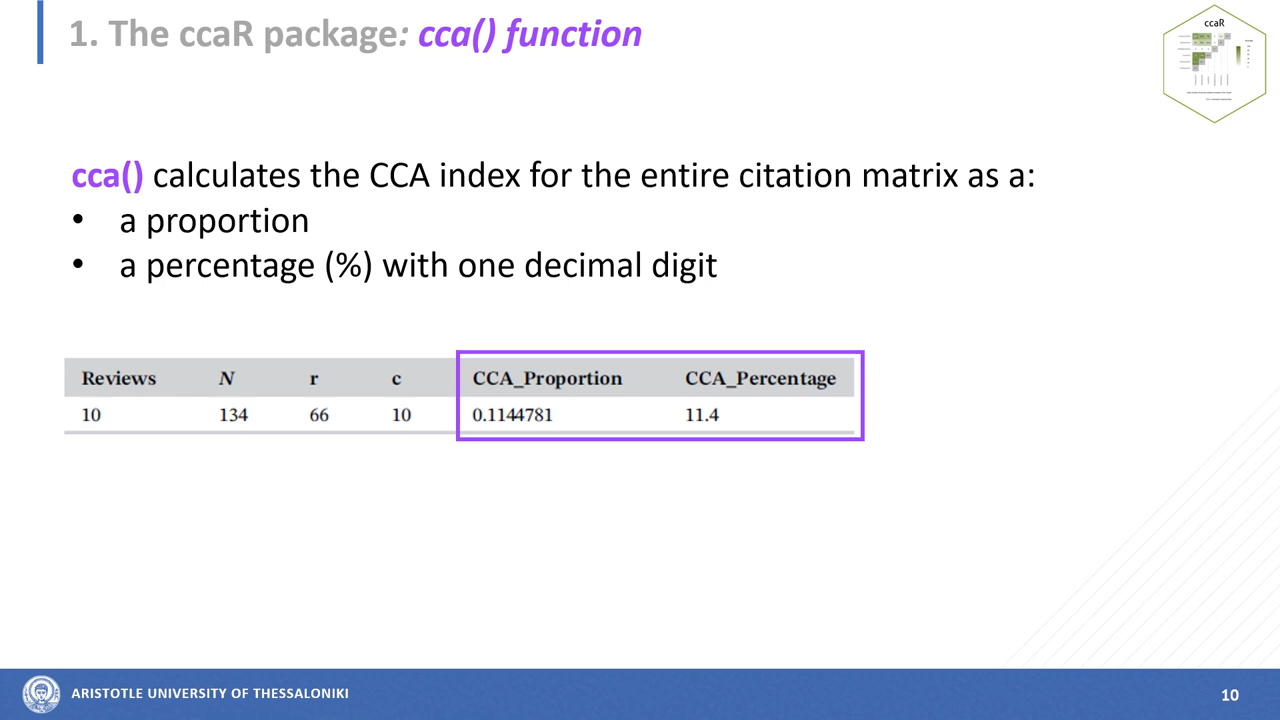 1. The ccaR package: cca() function
ccaR
cca() calculates the CCA index for the entire citation matrix as a:
• a proportion
• a percentage (%) with one decimal digit
Reviews N r c CCA_Proportion CCA_Percentage
10 134 66 10 0.1144781 11.4
ARISTOTLE UNIVERSITY OF THESSALONIKI
10